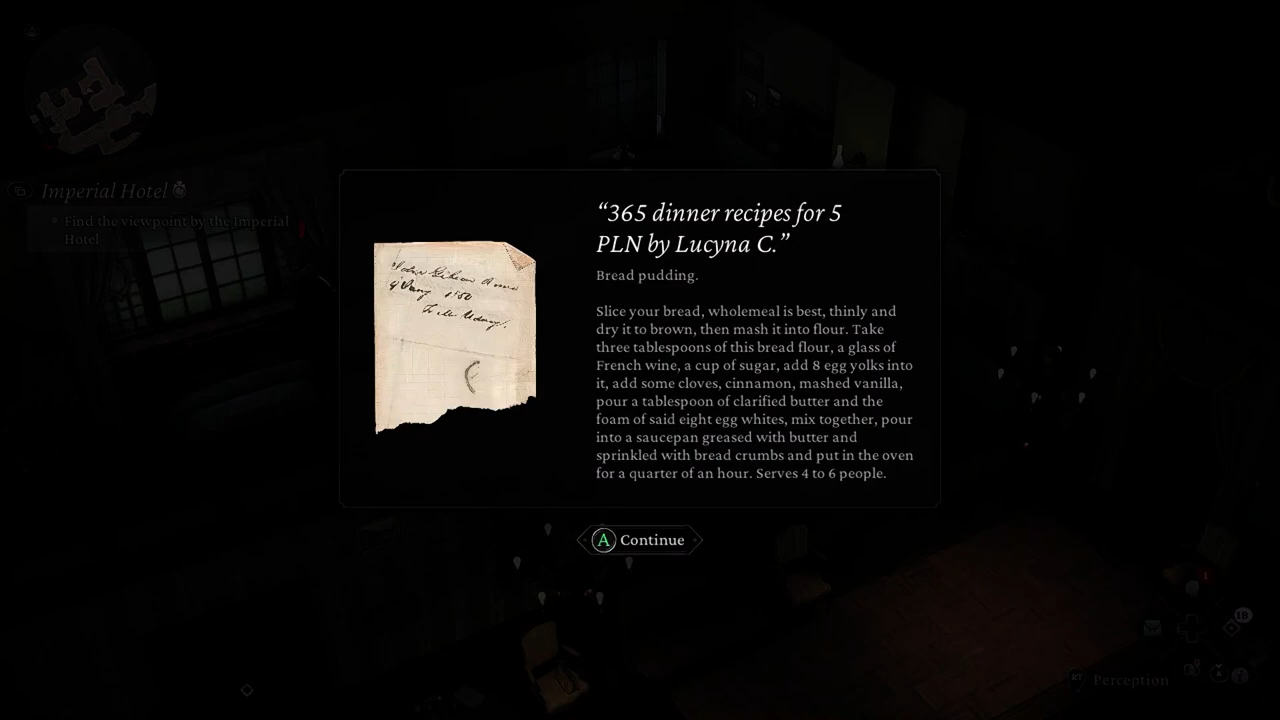 Imperial Hotel
Find the viewpoint by the Imperial
Hotel
“365 dinner recipes for 5
PLN by Lucyna C.”
Bread pudding.
Slice your bread, wholemeal is best, thinly and
dry it to brown, then mash it into flour. Take
three tablespoons of this bread flour, a glass of
French wine, a cup of sugar, add 8 egg yolks into
it, add some cloves, cinnamon, mashed vanilla,
pour a tablespoon of clarified butter and the
foam of said eight egg whites, mix together, pour
into a saucepan greased with butter and
sprinkled with bread crumbs and put in the oven
for a quarter of an hour. Serves 4 to 6 people.
A Continue
18
RT Perception